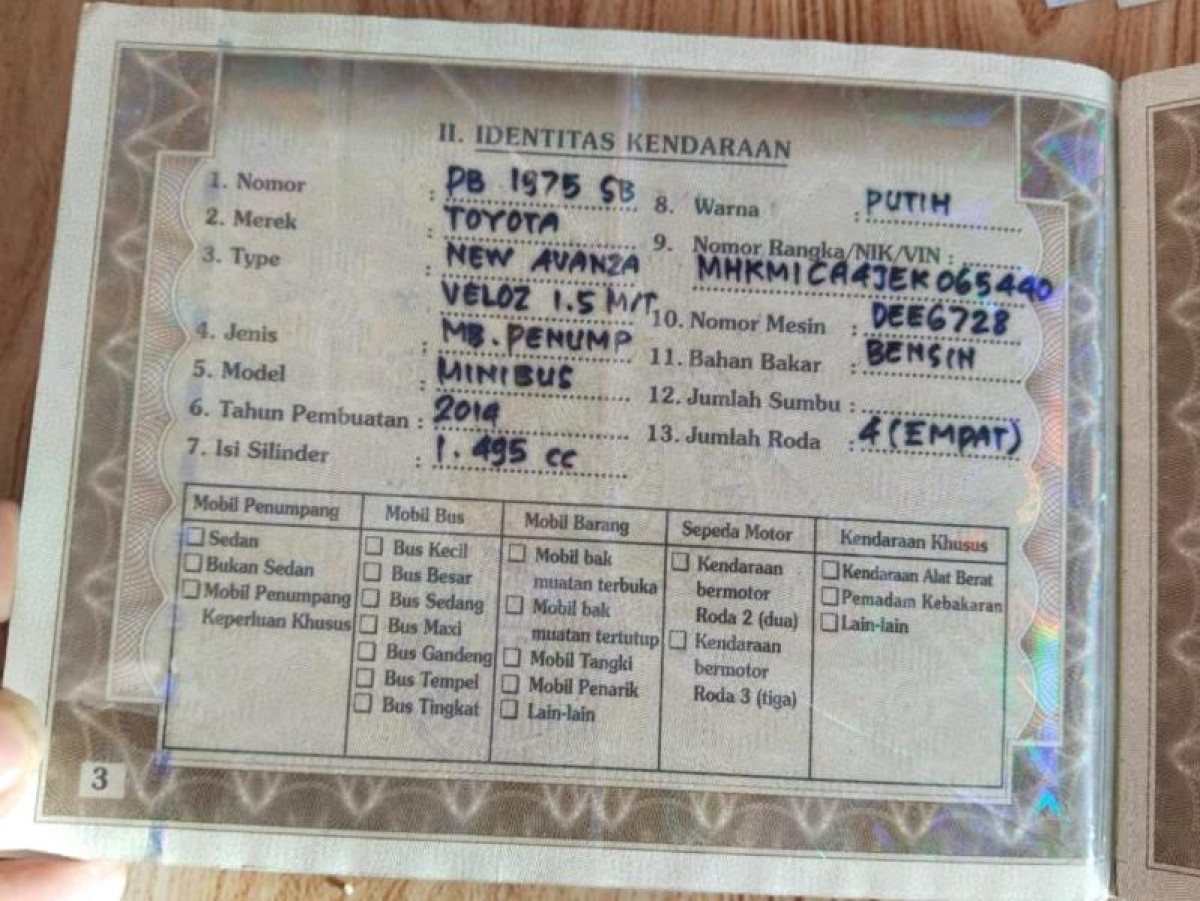 II. IDENTITAS KENDARAAN
1. Nomor : PB 1975 SB
2. Merek : TOYOTA
3. Type : NEW AVANZA
VELOZ 1.5 M/T
4. Jenis : MB. PENUMP
5. Model : MINIBUS
6. Tahun Pembuatan : 2014
7. Isi Silinder : 1.495 cc
8. Warna : PUTIH
9. Nomor Rangka/NIK/VIN :
MHKM1CA4JEK065440
10. Nomor Mesin : DEE6728
11. Bahan Bakar : BENSIN
12. Jumlah Sumbu :
13. Jumlah Roda : 4 (EMPAT)
Mobil Penumpang
Sedan
Bukan Sedan
Mobil Penumpang
Keperluan Khusus
Mobil Bus
Bus Kecil
Bus Besar
Bus Sedang
Bus Maxi
Bus Gandeng
Bus Tempel
Bus Tingkat
Mobil Barang
Mobil bak
muatan terbuka
Mobil bak
muatan tertutup
Mobil Tangki
Mobil Penarik
Lain-lain
Sepeda Motor
Kendaraan
bermotor
Roda 2 (dua)
Kendaraan
bermotor
Roda 3 (tiga)
Kendaraan Khusus
Kendaraan Alat Berat
Pemadam Kebakaran
Lain-lain
3